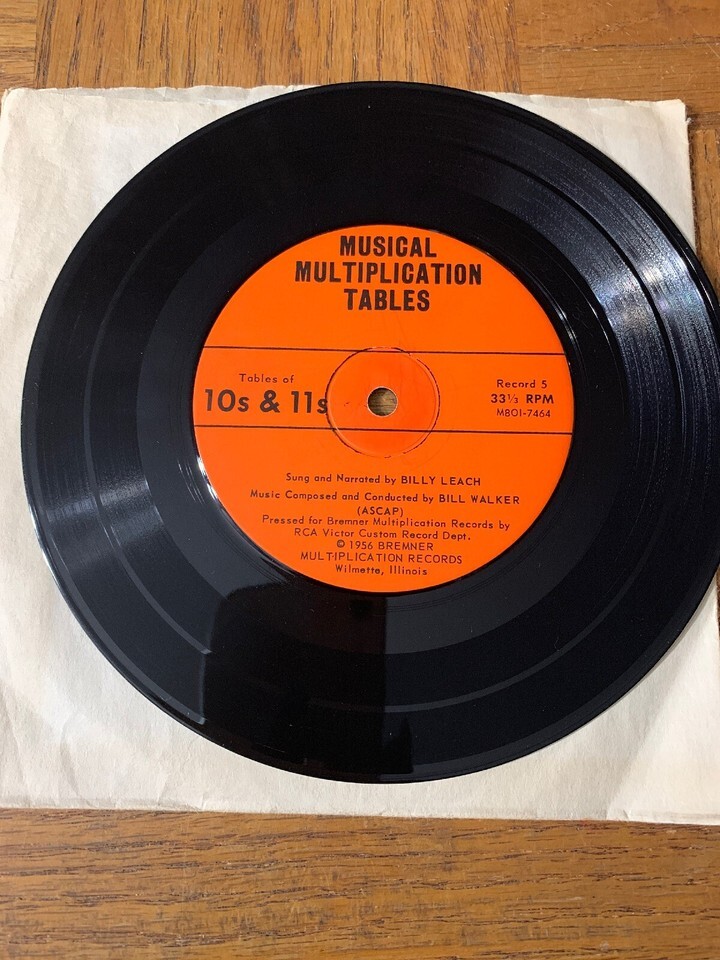 MUSICAL
MULTIPLICATION
TABLES
Tables of
10s & 11s
Record 5
33⅓ RPM
M8O1-7464
Sung and Narrated by BILLY LEACH
Music Composed and Conducted by BILL WALKER
(ASCAP)
Pressed for Bremner Multiplication Records by
RCA Victor Custom Record Dept.
© 1956 BREMNER
MULTIPLICATION RECORDS
Wilmette, Illinois